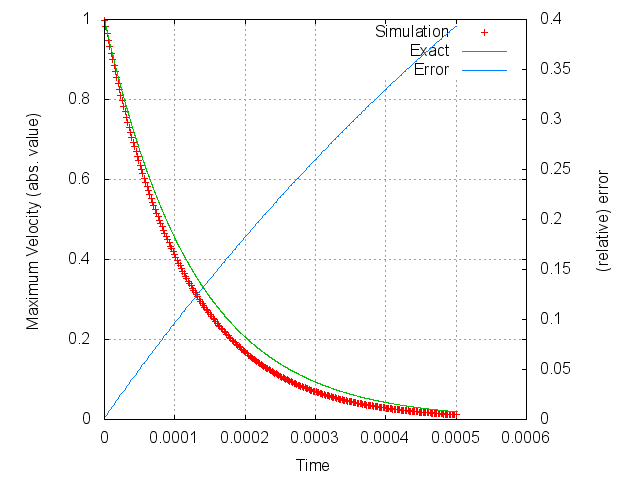 Simulation
Exact
Error
1
0.8
0.6
0.4
0.2
0
0.4
0.35
0.3
0.25
0.2
0.15
0.1
0.05
0
0 0.0001 0.0002 0.0003 0.0004 0.0005 0.0006
Time
Maximum Velocity (abs. value)
(relative) error